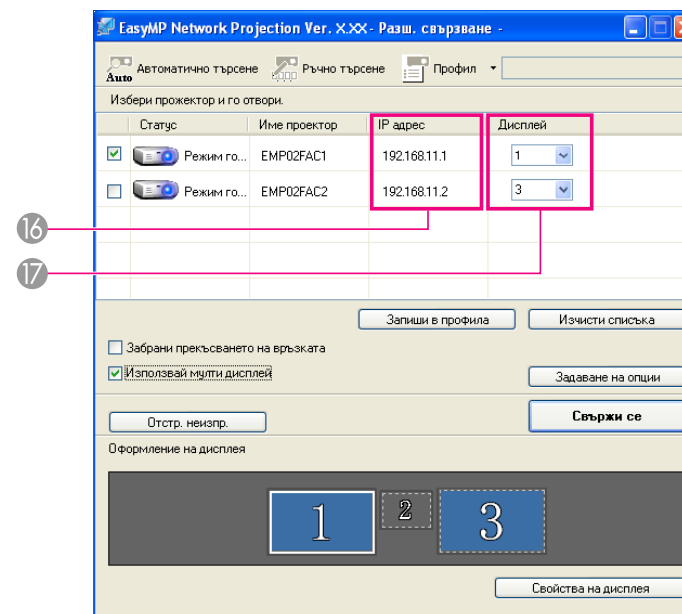 EasyMP Network Projection Ver. X.XX - Разш. свързване -
Auto Автоматично търсене Ръчно търсене Профил
Избери прожектор и го отвори.
Статус Име проектор IP адрес Дисплей
Режим го... EMP02FAC1 192.168.11.1 1
Режим го... EMP02FAC2 192.168.11.2 3
16
17
Запиши в профила Изчисти списъка
Забрани прекъсването на връзката
Използвай мулти дисплей Задаване на опции
Отстр. неизпр. Свържи се
Оформление на дисплея
1 2 3
Свойства на дисплея